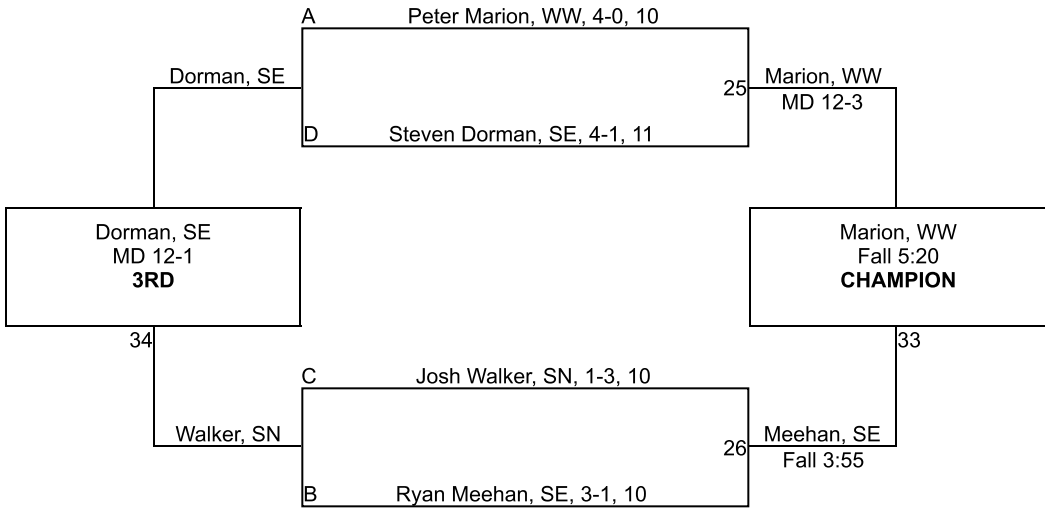 A
Peter Marion, WW, 4-0, 10
Dorman, SE
25
Marion, WW
MD 12-3
D
Steven Dorman, SE, 4-1, 11
Dorman, SE
MD 12-1
3RD
Marion, WW
Fall 5:20
CHAMPION
34
33
C
Josh Walker, SN, 1-3, 10
Walker, SN
26
Meehan, SE
Fall 3:55
B
Ryan Meehan, SE, 3-1, 10